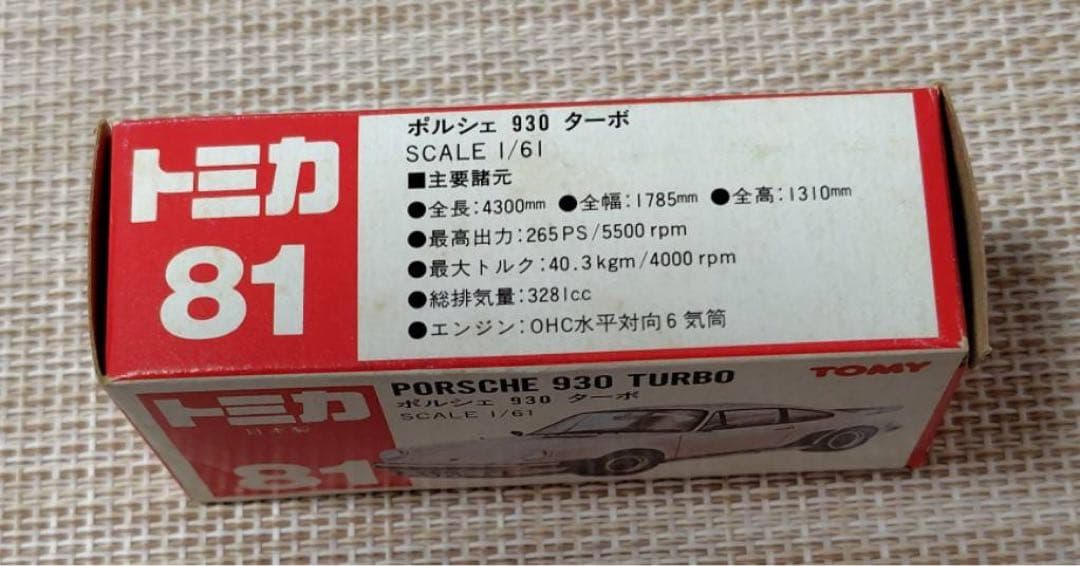 トミカ
81
ポルシェ 930 ターボ
SCALE 1/61
■主要諸元
●全長:4300mm ●全幅:1785mm ●全高:1310mm
●最高出力:265PS/5500rpm
●最大トルク:40.3kgm/4000rpm
●総排気量:3281cc
●エンジン:OHC水平対向6気筒
トミカ
日本製
81
PORSCHE 930 TURBO
ポルシェ 930 ターボ
SCALE 1/61
TOMY